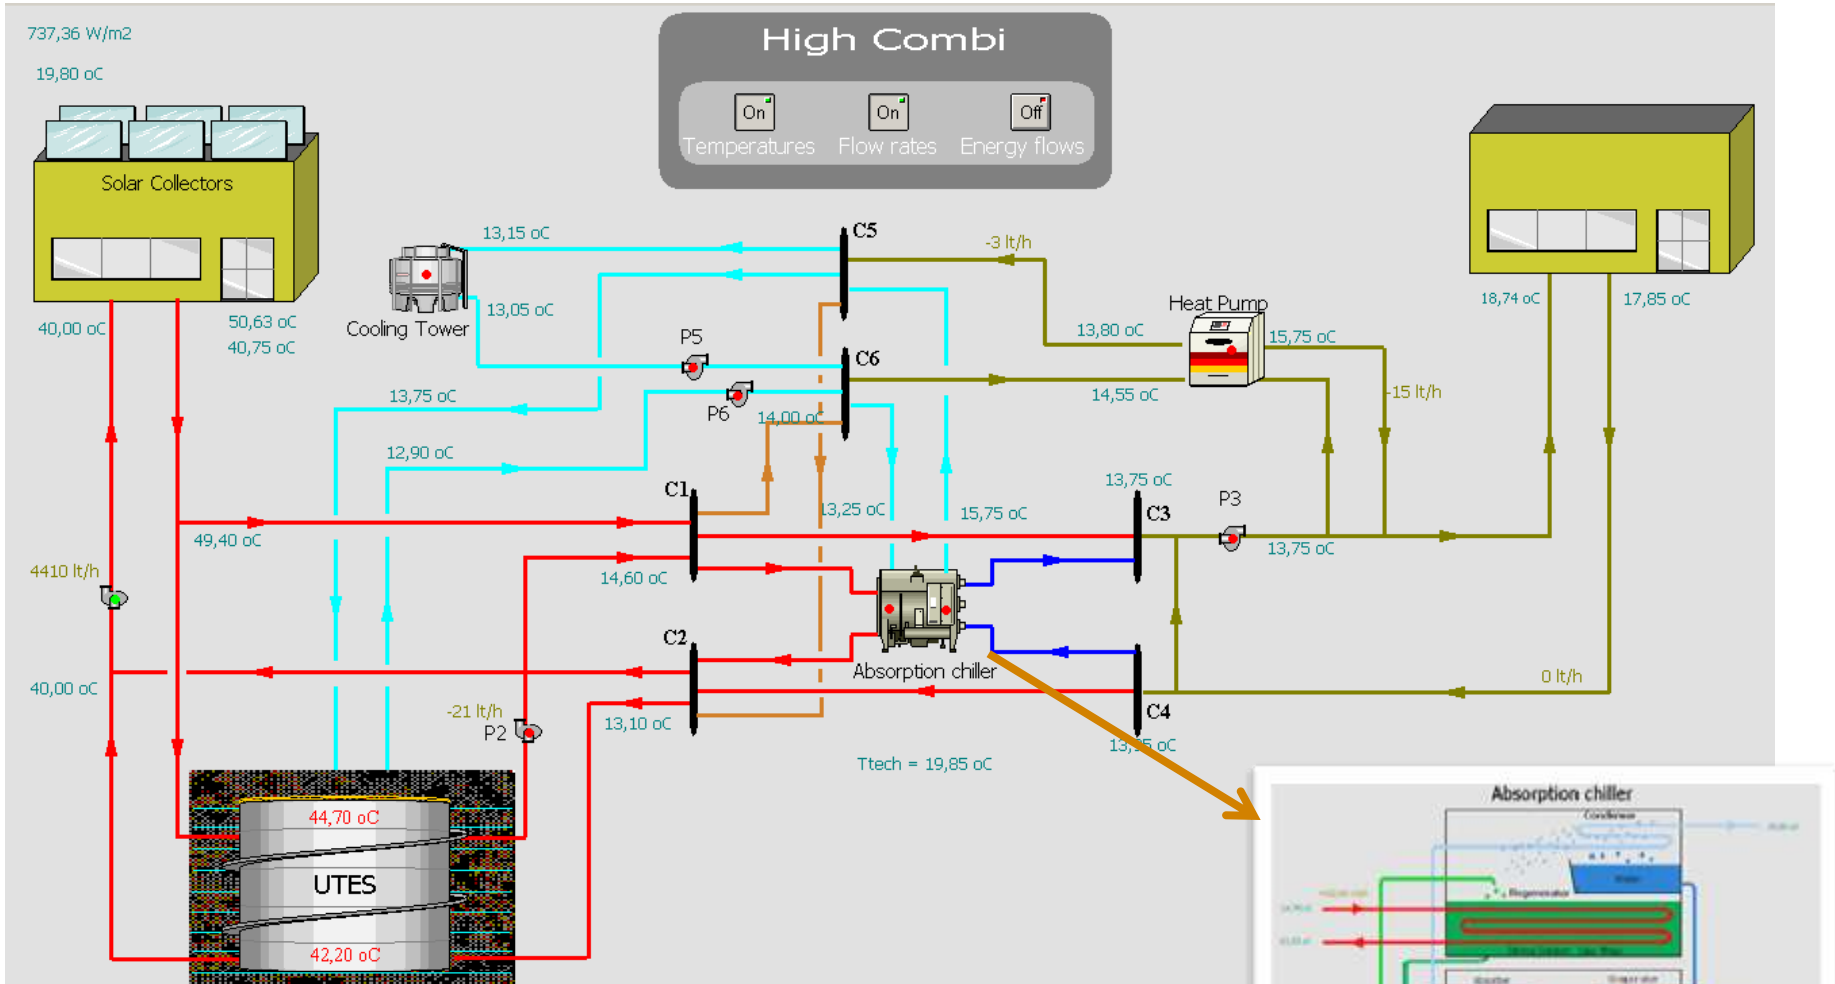 737,36 W/m2
19,80 oC
High Combi
On
On
Off
Temperatures
Flow rates
Energy flows
Solar Collectors
40,00 oC
50,63 oC
40,75 oC
Cooling Tower
13,15 oC
13,05 oC
C5
-3 lt/h
Heat Pump
13,80 oC
15,75 oC
18,74 oC
17,85 oC
P5
C6
P6
14,00 oC
13,75 oC
14,55 oC
-15 lt/h
12,90 oC
C1
13,25 oC
15,75 oC
13,75 oC
C3
P3
13,75 oC
49,40 oC
14,60 oC
4410 lt/h
C2
Absorption chiller
40,00 oC
-21 lt/h
P2
13,10 oC
0 lt/h
C4
Ttech = 19,85 oC
44,70 oC
UTES
42,20 oC
Absorption chiller
Condenser
Regenerator